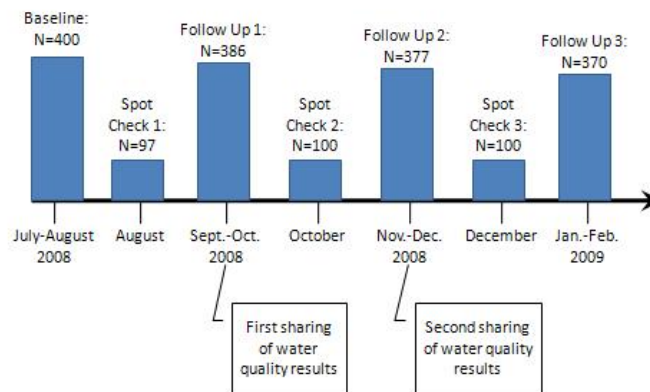 Baseline:
N=400
Spot
Check 1:
N=97
Follow Up 1:
N=386
Spot
Check 2:
N=100
Follow Up 2:
N=377
Spot
Check 3:
N=100
Follow Up 3:
N=370
July-August
2008
August
Sept.-Oct.
2008
October
Nov.-Dec.
2008
December
Jan.-Feb.
2009
First sharing
of water
quality results
Second sharing
of water quality
results